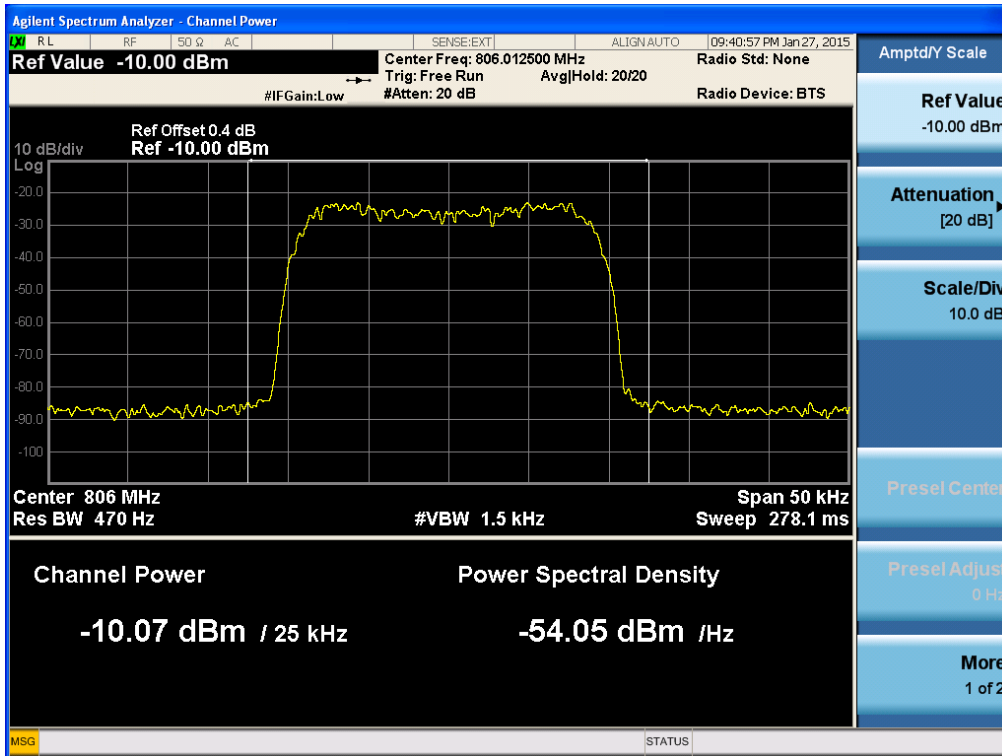 Agilent Spectrum Analyzer - Channel Power
LXI RL RF 50 Ω AC SENSE:EXT ALIGN AUTO 09:40:57 PM Jan 27, 2015
Ref Value -10.00 dBm
Center Freq: 806.012500 MHz
Radio Std: None
Trig: Free Run Avg|Hold: 20/20
#IFGain:Low
#Atten: 20 dB
Radio Device: BTS
Ref Offset 0.4 dB
10 dB/div Ref -10.00 dBm
Log
-20.0
-30.0
-40.0
-50.0
-60.0
-70.0
-80.0
-90.0
-100
Center 806 MHz
Span 50 kHz
Res BW 470 Hz
#VBW 1.5 kHz
Sweep 278.1 ms
Channel Power
Power Spectral Density
-10.07 dBm / 25 kHz
-54.05 dBm /Hz
MSG
STATUS
Amptd/Y Scale
Ref Value
-10.00 dBm
Attenuation
[20 dB]
Scale/Div
10.0 dB
Presel Center
Presel Adjust
0 Hz
More
1 of 2